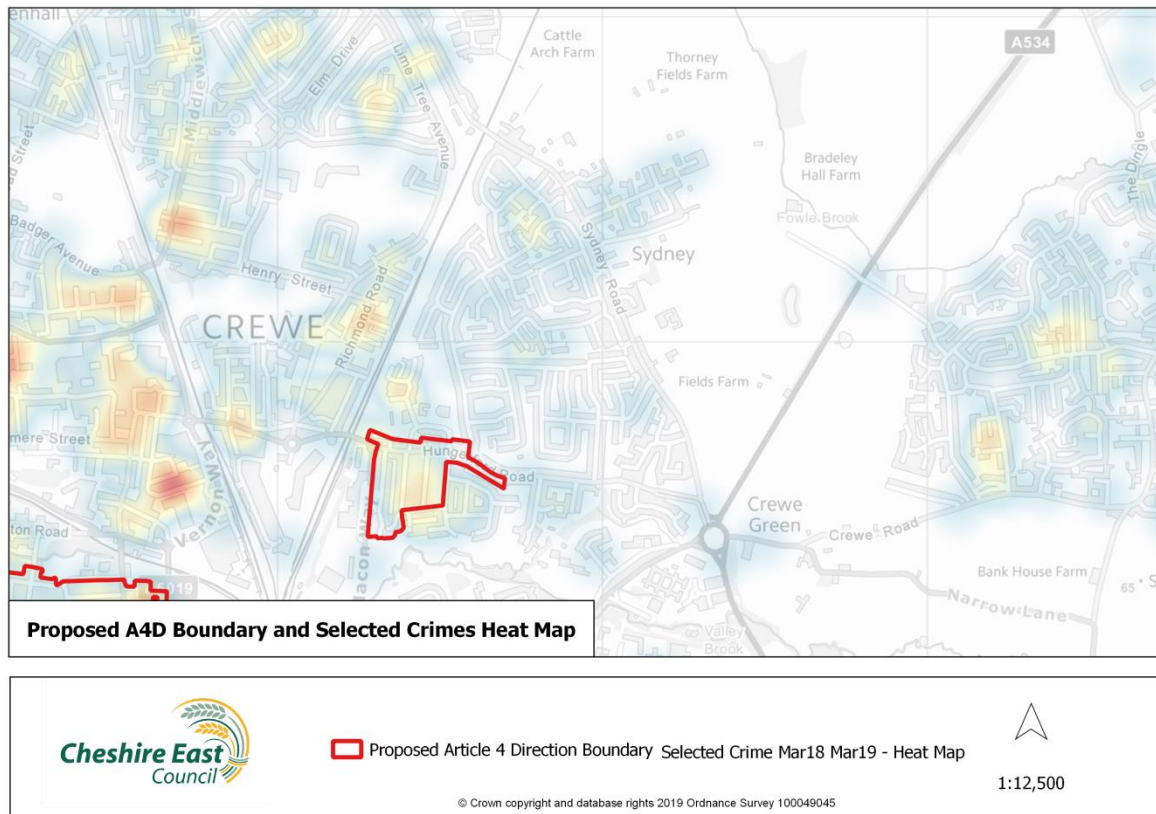 enhall
Cattle
Arch Farm
A534
Thorney
Fields Farm
Elm Drive
Lime Tree Avenue
Middlewich
Street
Bradeley
Hall Farm
The Dingle
Fowle Brook
Badger Avenue
Sydney Road
Sydney
Henry Street
CREWE
Richmond Road
Fields Farm
mere Street
Road
Vernon Way
Crewe
Green
Crewe Road
ton Road
Bank House Farm
65
Narrow Lane
Valley
Brook
Proposed A4D Boundary and Selected Crimes Heat Map
Cheshire East
Council
Proposed Article 4 Direction Boundary Selected Crime Mar18 Mar19 - Heat Map
1:12,500
© Crown copyright and database rights 2019 Ordnance Survey 100049045